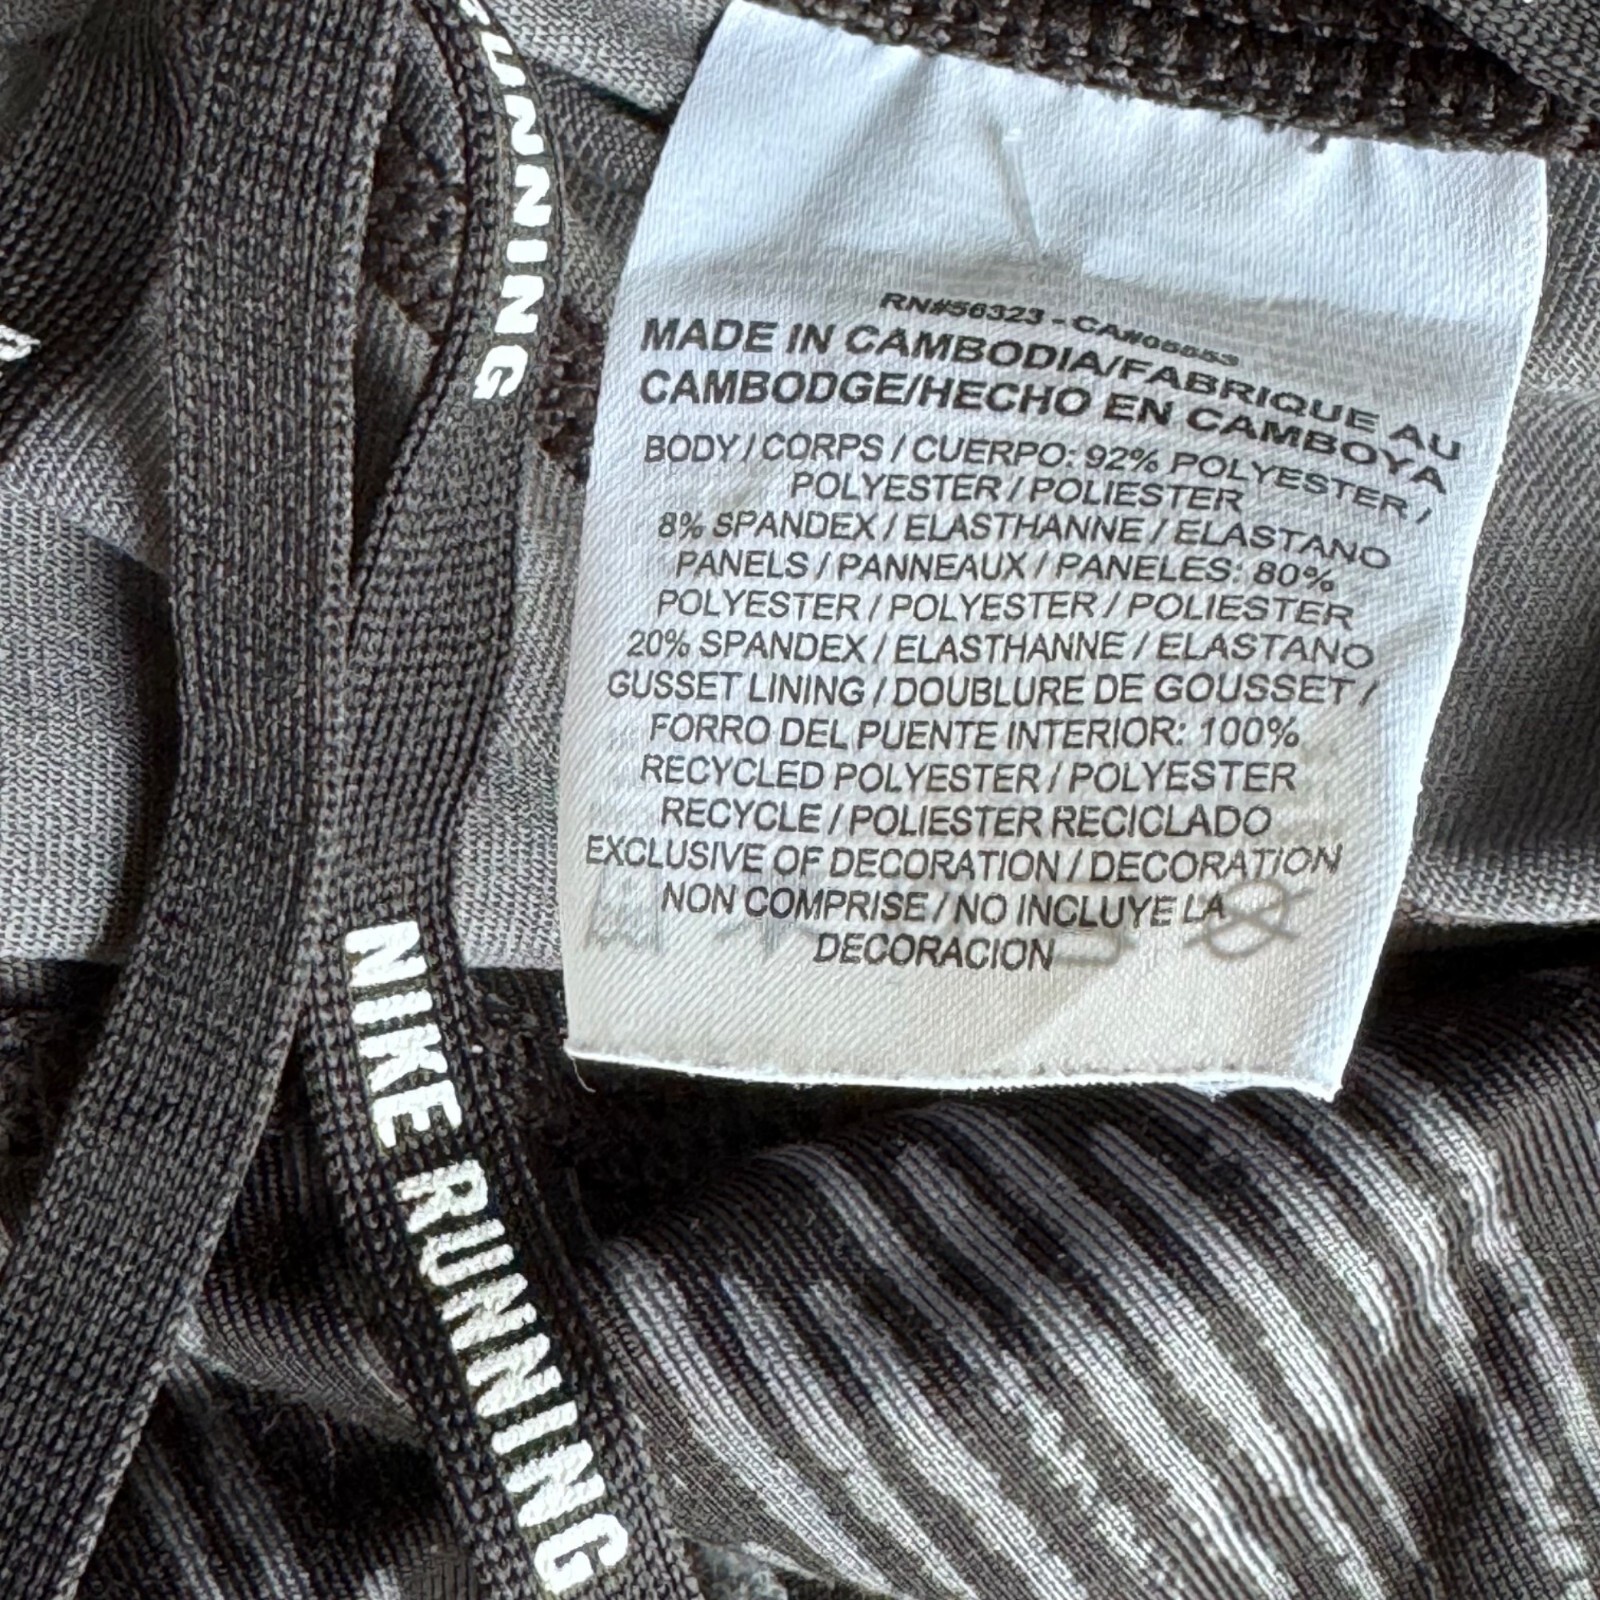 RUNNING
RN#56323 - CA#05553
MADE IN CAMBODIA/FABRIQUE AU
CAMBODGE/HECHO EN CAMBOYA
BODY / CORPS / CUERPO: 92% POLYESTER /
POLYESTER / POLIESTER
8% SPANDEX / ELASTHANNE / ELASTANO
PANELS / PANNEAUX / PANELES: 80%
POLYESTER / POLYESTER / POLIESTER
20% SPANDEX / ELASTHANNE / ELASTANO
GUSSET LINING / DOUBLURE DE GOUSSET /
FORRO DEL PUENTE INTERIOR: 100%
RECYCLED POLYESTER / POLYESTER
RECYCLE / POLIESTER RECICLADO
EXCLUSIVE OF DECORATION / DECORATION
NON COMPRISE / NO INCLUYE LA
DECORACION
NIKE RUNNING